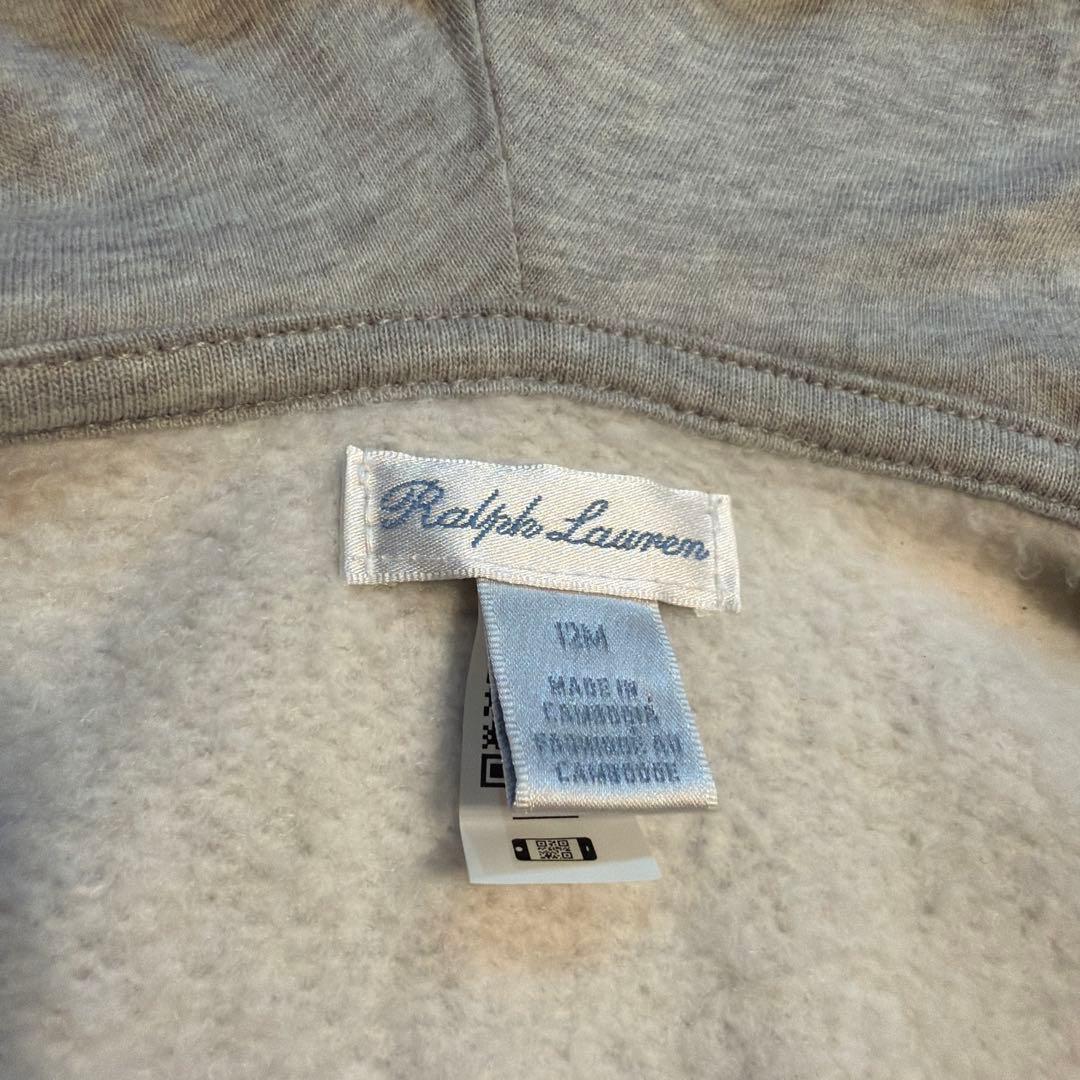 Ralph Lauren
12M
MADE IN
CAMBODIA
FABRIQUÉ AU
CAMBODGE